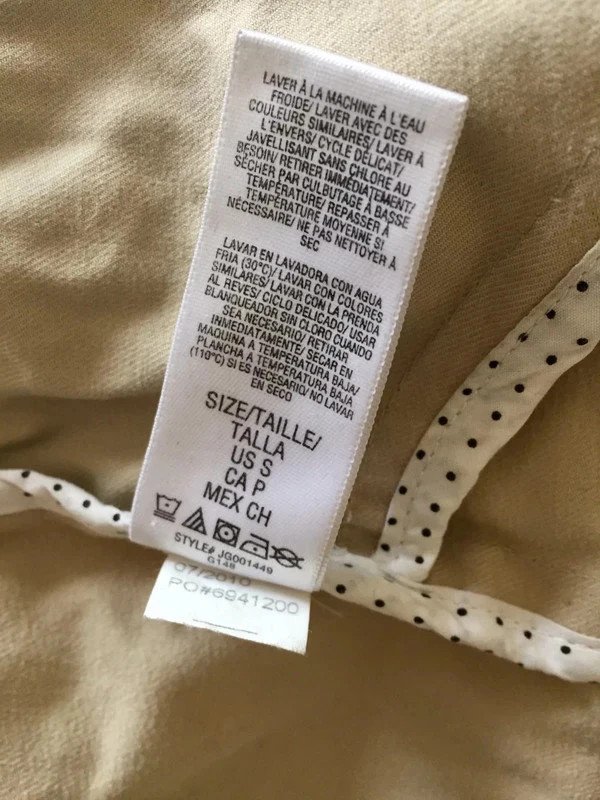 LAVER À LA MACHINE À L'EAU
FROIDE/ LAVER AVEC DES
COULEURS SIMILAIRES/ LAVER À
L'ENVERS/ CYCLE DÉLICAT/
JAVELLISANT SANS CHLORE AU
BESOIN/ RETIRER IMMÉDIATEMENT/
SÉCHER PAR CULBUTAGE À BASSE
TEMPÉRATURE/ REPASSER À
TEMPÉRATURE MOYENNE SI
NÉCESSAIRE/ NE PAS NETTOYER À
SEC
LAVAR EN LAVADORA CON AGUA
FRIA (30°C)/ LAVAR CON COLORES
SIMILARES/ LAVAR CON LA PRENDA
AL REVES/ CICLO DELICADO/ USAR
BLANQUEADOR SIN CLORO CUANDO
SEA NECESARIO/ RETIRAR
INMEDIATAMENTE/ SECAR EN
MAQUINA A TEMPERATURA BAJA/
PLANCHA A TEMPERATURA BAJA
(110°C) SI ES NECESARIO/ NO LAVAR
EN SECO
SIZE/TAILLE/
TALLA
US S
CA P
MEX CH
STYLE# JG001449
G148
07/2010
PO#6941200